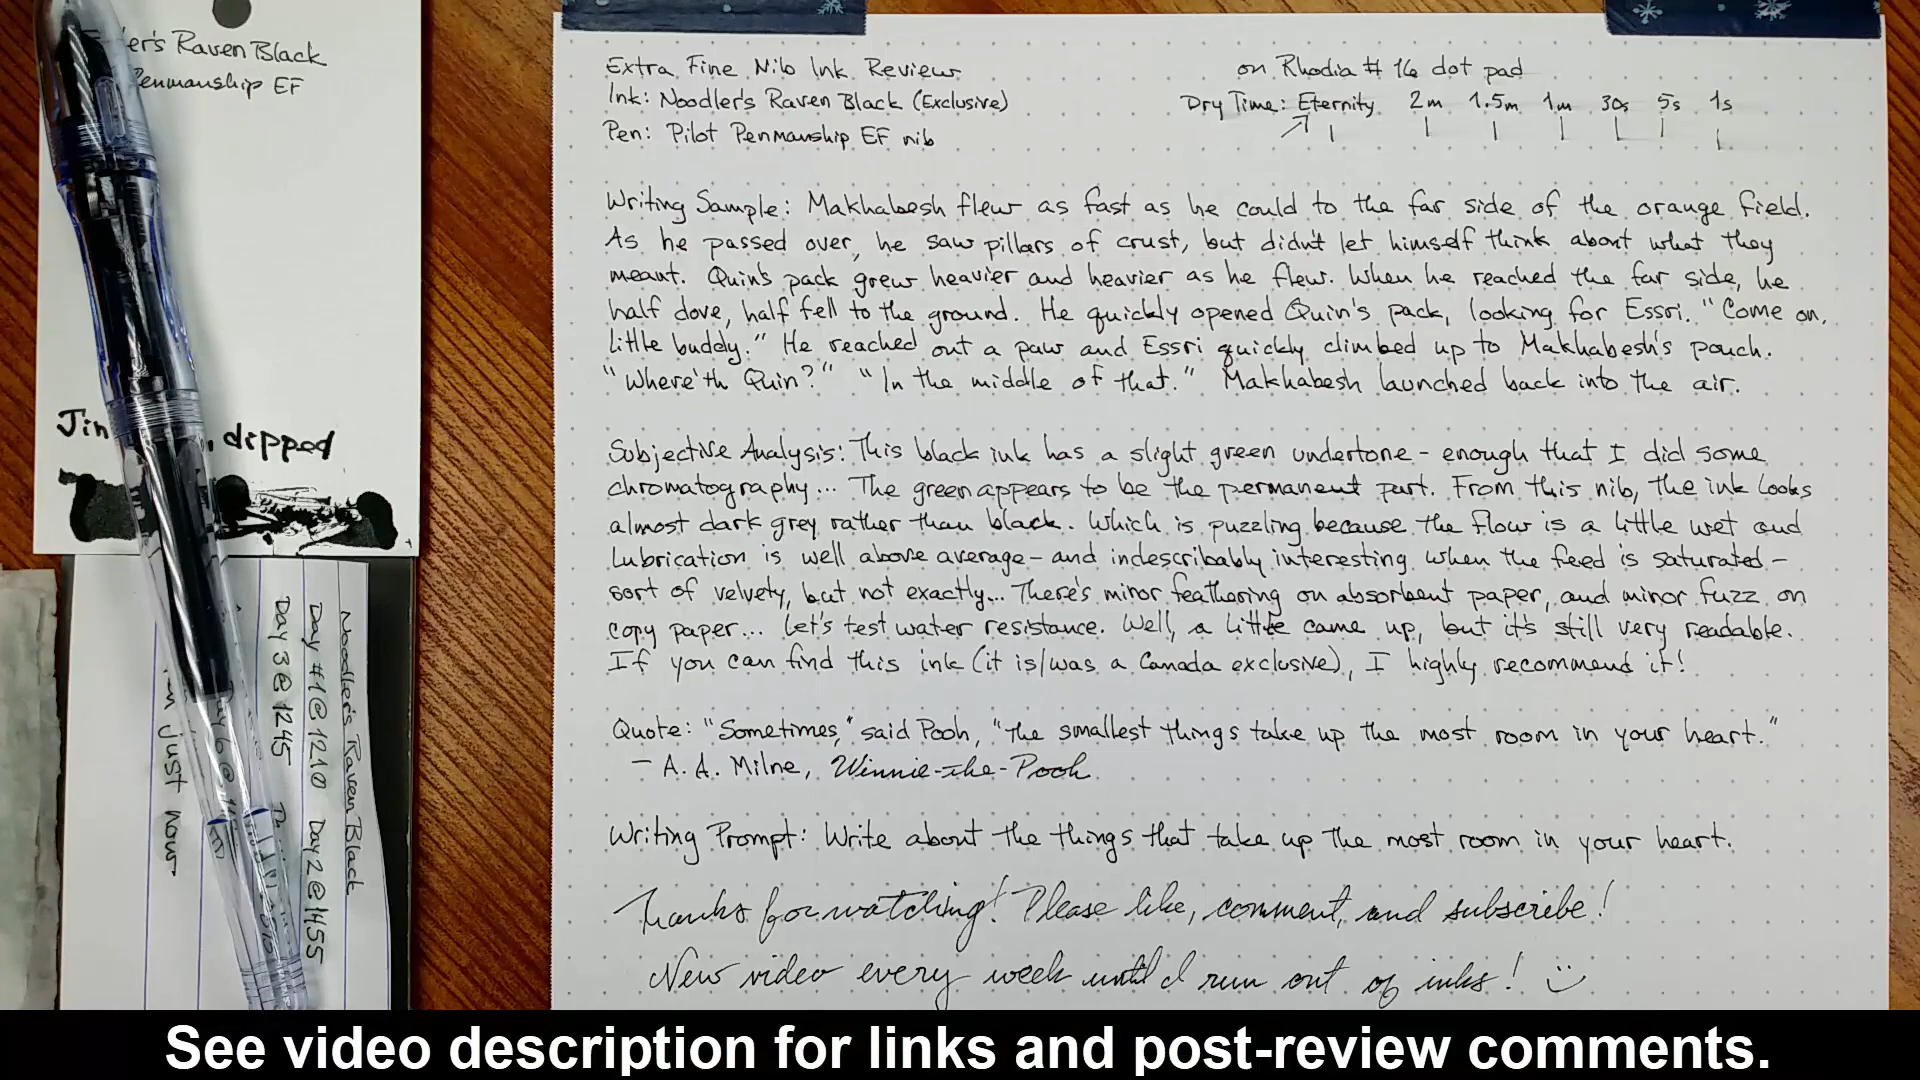 ler's Raven Black
Penmanship EF
dipped
Noodler's Raven Black
Day #1@1210 Day 2@1455
Day 3@1245
just now
Extra Fine Nib Ink Review
Ink: Noodler's Raven Black (Exclusive)
Pen: Pilot Penmanship EF nib
on Rhodia #16 dot pad
Dry Time: Eternity 2m 1.5m 1m 30s 5s 1s
Writing Sample: Makhabesh flew as fast as he could to the far side of the orange field.
As he passed over, he saw pillars of crust, but didn't let himself think about what they
meant. Quin's pack grew heavier and heavier as he flew. When he reached the far side, he
half dove, half fell to the ground. He quickly opened Quin's pack, looking for Essri. "Come on,
little buddy." He reached out a paw and Essri quickly climbed up to Makhabesh's pouch.
"Where'th Quin?" "In the middle of that." Makhabesh launched back into the air.
Subjective Analysis: This black ink has a slight green undertone - enough that I did some
chromatography... The green appears to be the permanent part. From this nib, the ink looks
almost dark grey rather than black. Which is puzzling because the flow is a little wet and
lubrication is well above average - and indescribably interesting when the feed is saturated -
sort of velvety, but not exactly... There's minor feathering on absorbent paper, and minor fuzz on
copy paper... Let's test water resistance. Well, a little came up, but it's still very readable.
If you can find this ink (it is/was a Canada exclusive), I highly recommend it!
Quote: "Sometimes," said Pooh, "the smallest things take up the most room in your heart."
- A. A. Milne, Winnie-the-Pooh
Writing Prompt: Write about the things that take up the most room in your heart.
Thanks for watching! Please like, comment, and subscribe!
New video every week until I run out of inks! :)
See video description for links and post-review comments.